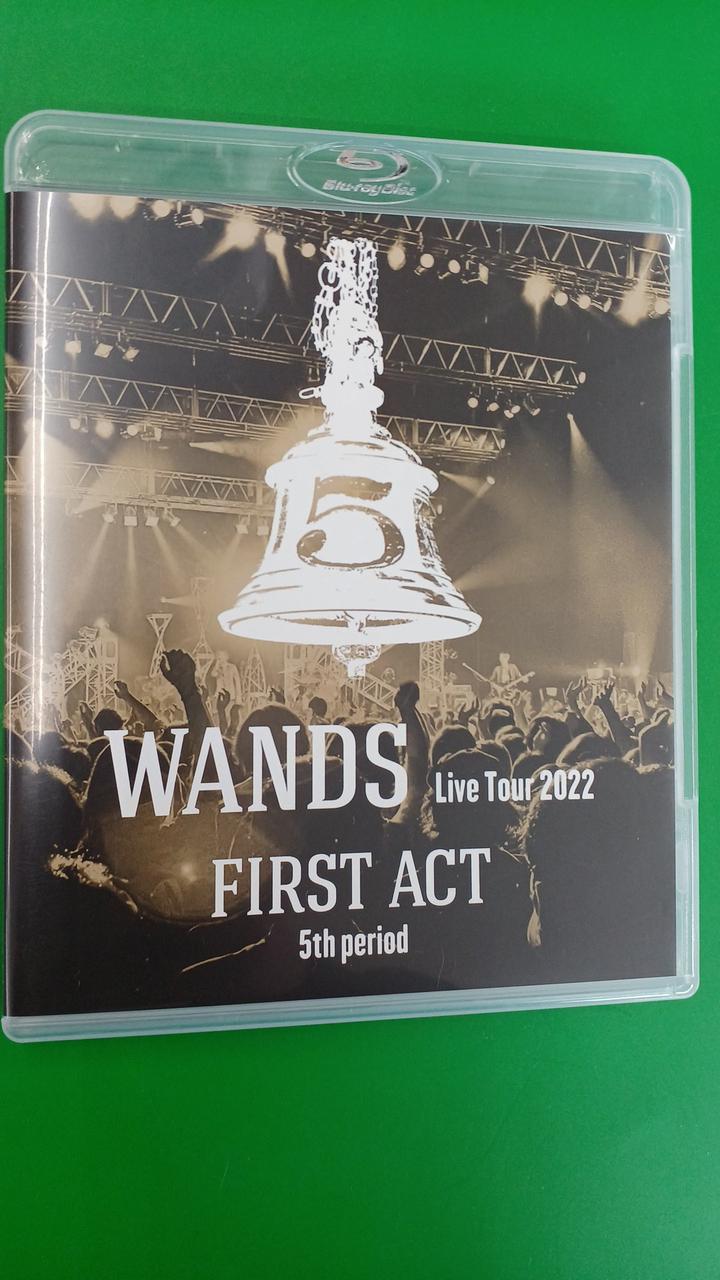 Blu-ray Disc
5
WANDS Live Tour 2022
FIRST ACT
5th period